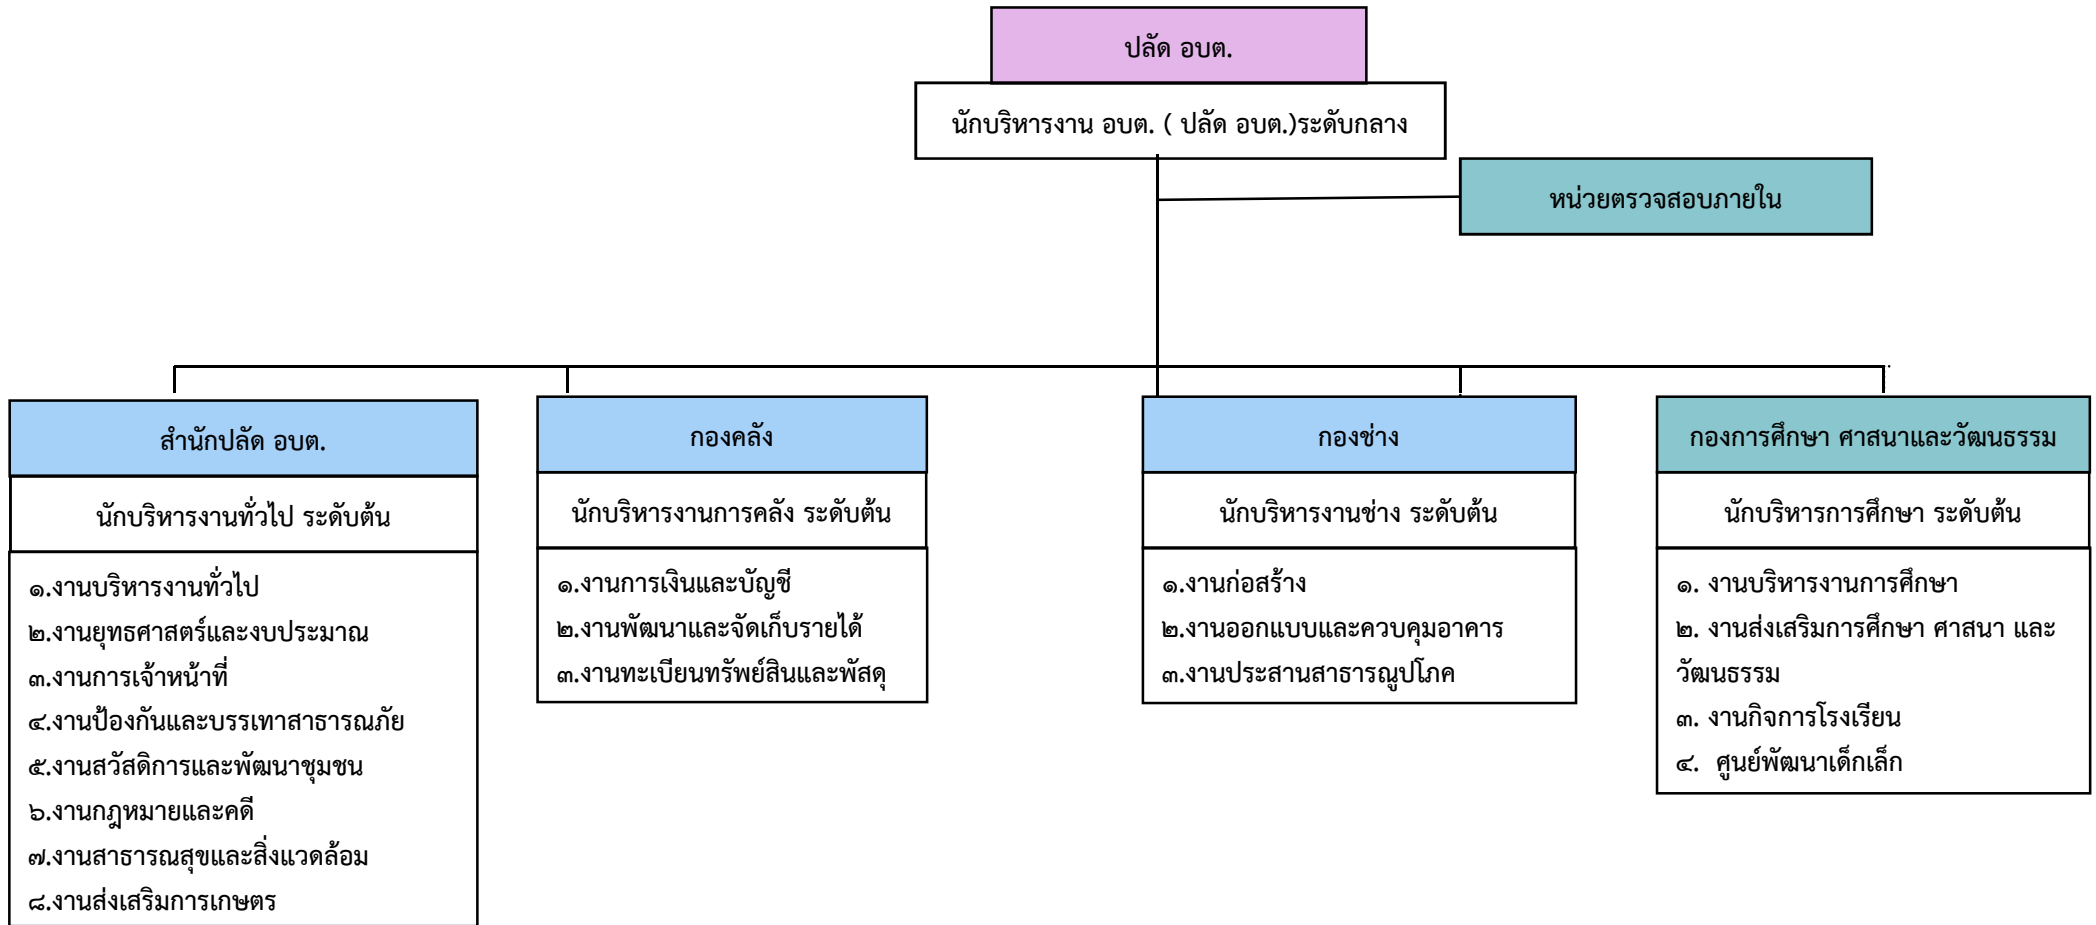 ปลัด อบต.
นักบริหารงาน อบต. ( ปลัด อบต.)ระดับกลาง
หน่วยตรวจสอบภายใน
สำนักปลัด อบต.
นักบริหารงานทั่วไป ระดับต้น
๑.งานบริหารงานทั่วไป
๒.งานยุทธศาสตร์และงบประมาณ
๓.งานการเจ้าหน้าที่
๔.งานป้องกันและบรรเทาสาธารณภัย
๕.งานสวัสดิการและพัฒนาชุมชน
๖.งานกฎหมายและคดี
๗.งานสาธารณสุขและสิ่งแวดล้อม
๘.งานส่งเสริมการเกษตร
กองคลัง
นักบริหารงานการคลัง ระดับต้น
๑.งานการเงินและบัญชี
๒.งานพัฒนาและจัดเก็บรายได้
๓.งานทะเบียนทรัพย์สินและพัสดุ
กองช่าง
นักบริหารงานช่าง ระดับต้น
๑.งานก่อสร้าง
๒.งานออกแบบและควบคุมอาคาร
๓.งานประสานสาธารณูปโภค
กองการศึกษา ศาสนาและวัฒนธรรม
นักบริหารการศึกษา ระดับต้น
๑. งานบริหารงานการศึกษา
๒. งานส่งเสริมการศึกษา ศาสนา และ
วัฒนธรรม
๓. งานกิจการโรงเรียน
๔.  ศูนย์พัฒนาเด็กเล็ก